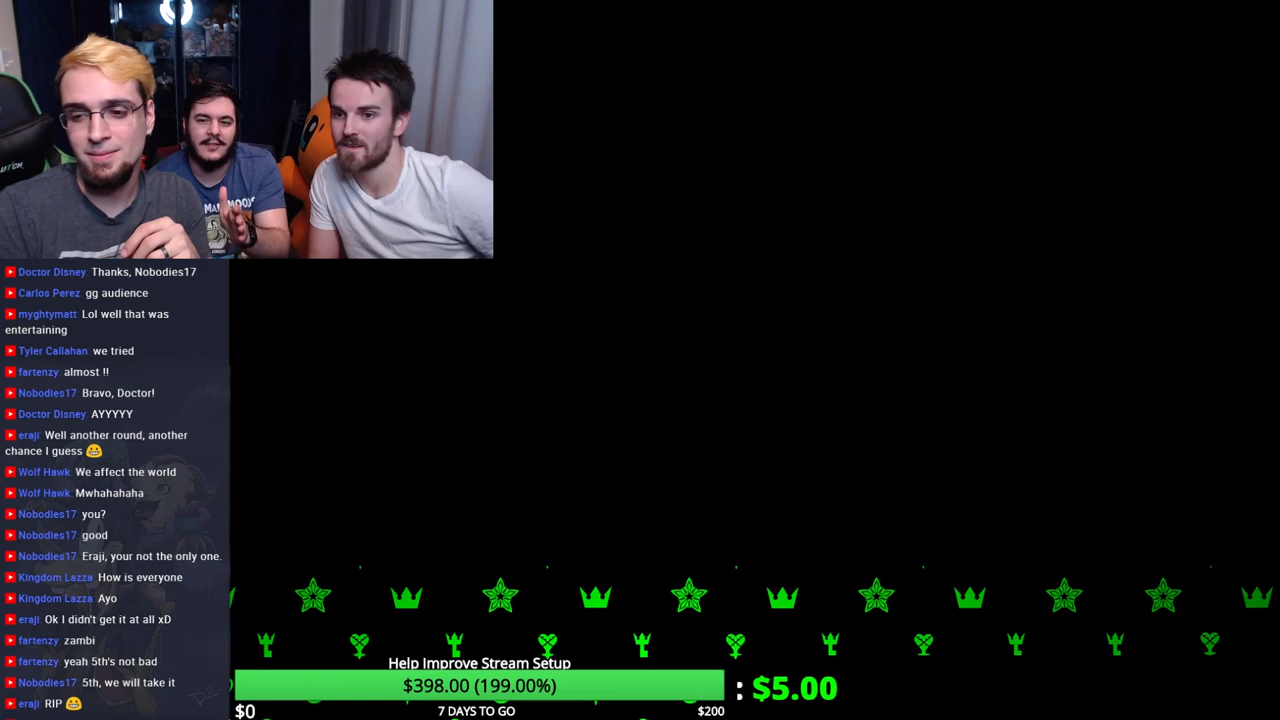 MOOS
Doctor Disney: Thanks, Nobodies17
Carlos Perez: gg audience
myghtymatt: Lol well that was
entertaining
Tyler Callahan: we tried
fartenzy: almost !!
Nobodies17: Bravo, Doctor!
Doctor Disney: AYYYYY
eraji: Well another round, another
chance I guess 😄
Wolf Hawk: We affect the world
Wolf Hawk: Mwhahahaha
Nobodies17: you?
Nobodies17: good
Nobodies17: Eraji, your not the only one.
Kingdom Lazza: How is everyone
Kingdom Lazza: Ayo
eraji: Ok I didn't get it at all xD
fartenzy: zambi
fartenzy: yeah 5th's not bad
Nobodies17: 5th, we will take it
eraji: RIP 😄
Help Improve Stream Setup
$398.00 (199.00%)
$0 7 DAYS TO GO $200
: $5.00